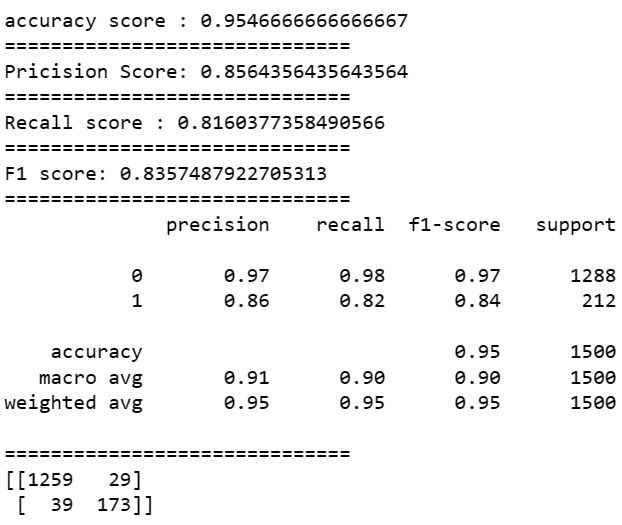 accuracy score : 0.9546666666666667
==============================
Pricision Score: 0.8564356435643564
==============================
Recall score : 0.8160377358490566
==============================
F1 score: 0.8357487922705313
==============================
              precision    recall  f1-score   support

           0       0.97      0.98      0.97      1288
           1       0.86      0.82      0.84       212

    accuracy                           0.95      1500
   macro avg       0.91      0.90      0.90      1500
weighted avg       0.95      0.95      0.95      1500

==============================
[[1259   29]
 [  39  173]]